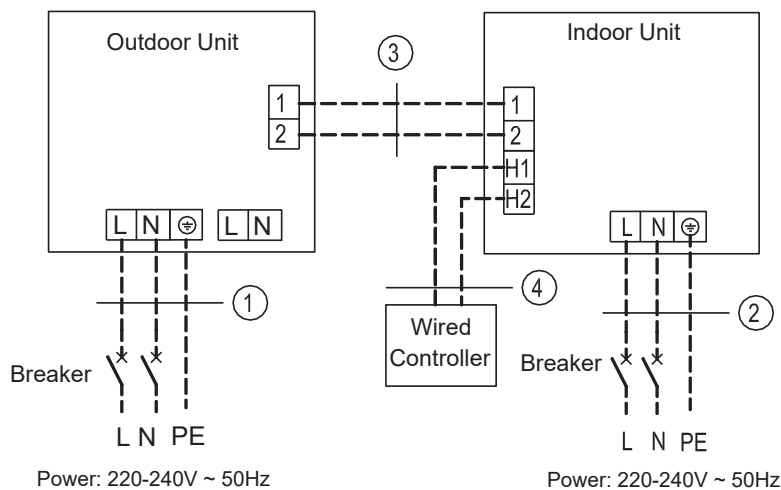 Outdoor Unit
Indoor Unit
3
1
2
1
2
H1
H2
L N
L N
L N
1
4
2
Wired
Controller
Breaker
Breaker
L N PE
L N PE
Power: 220-240V ~ 50Hz
Power: 220-240V ~ 50Hz